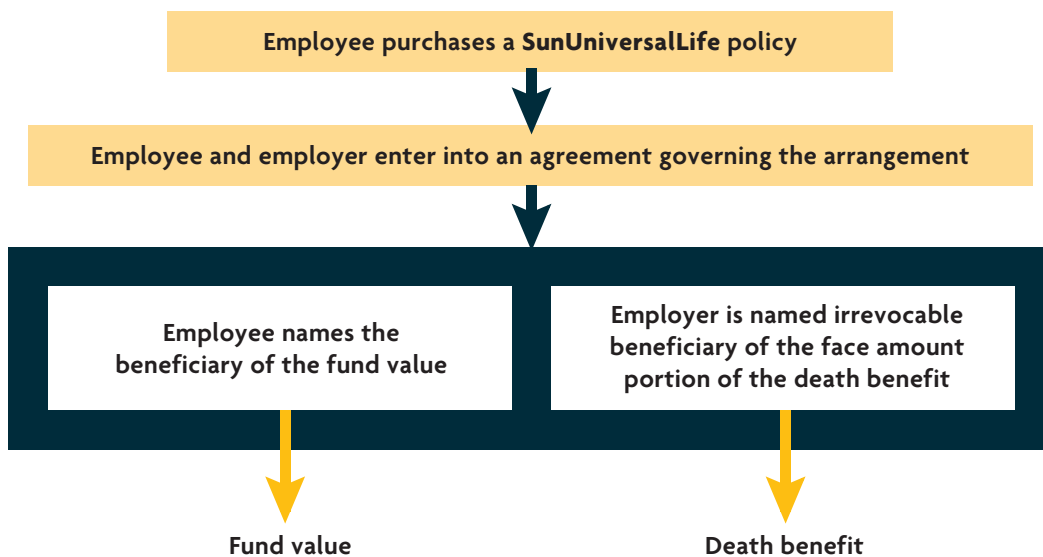 Employee purchases a SunUniversalLife policy
Employee and employer enter into an agreement governing the arrangement
Employee names the
beneficiary of the fund value
Employer is named irrevocable
beneficiary of the face amount
portion of the death benefit
Fund value
Death benefit